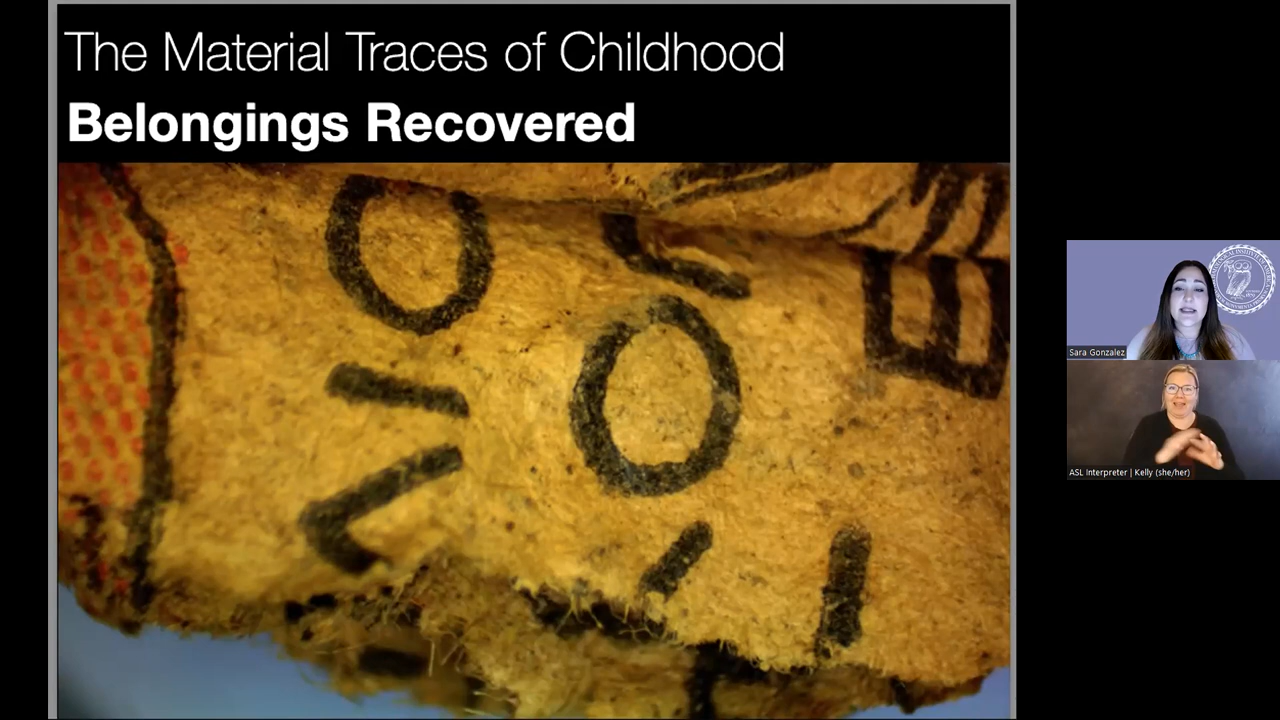 The Material Traces of Childhood
Belongings Recovered
Sara Gonzalez
ASL Interpreter | Kelly (she/her)